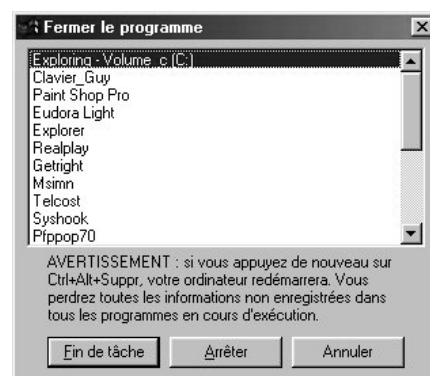 Fermer le programme
Exploring - Volume_c (C:)
Clavier_Guy
Paint Shop Pro
Eudora Light
Explorer
Realplay
Getright
Msimn
Telcost
Syshook
Pfppop70
AVERTISSEMENT : si vous appuyez de nouveau sur
Ctrl+Alt+Suppr, votre ordinateur redémarrera. Vous
perdrez toutes les informations non enregistrées dans
tous les programmes en cours d'exécution.
Fin de tâche
Arrêter
Annuler